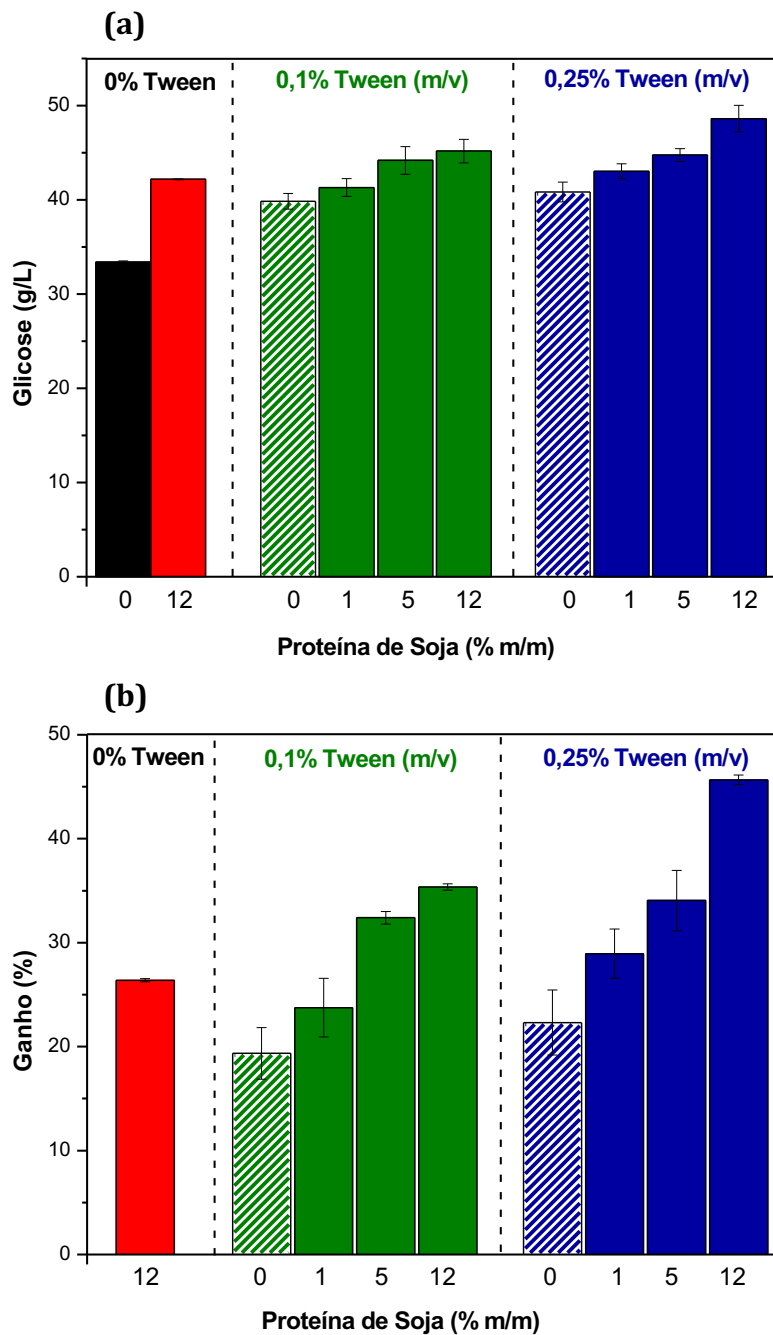 (a)
0% Tween
0,1% Tween (m/v)
0,25% Tween (m/v)
50
40
30
20
10
0
Glicose (g/L)
0 12 0 1 5 12 0 1 5 12
Proteína de Soja (% m/m)
(b)
50
0% Tween
0,1% Tween (m/v)
0,25% Tween (m/v)
40
30
20
10
0
Ganho (%)
12 0 1 5 12 0 1 5 12
Proteína de Soja (% m/m)